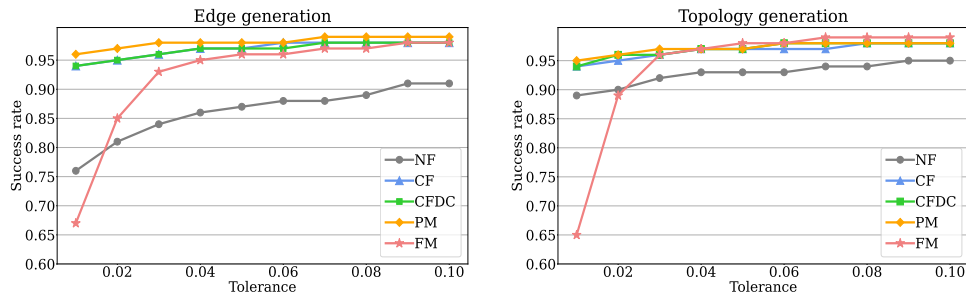 Edge generation
Success rate
0.95
0.90
0.85
0.80
0.75
0.70
0.65
0.60
NF
CF
CFDC
PM
FM
0.02 0.04 0.06 0.08 0.10
Tolerance
Topology generation
Success rate
0.95
0.90
0.85
0.80
0.75
0.70
0.65
0.60
NF
CF
CFDC
PM
FM
0.02 0.04 0.06 0.08 0.10
Tolerance